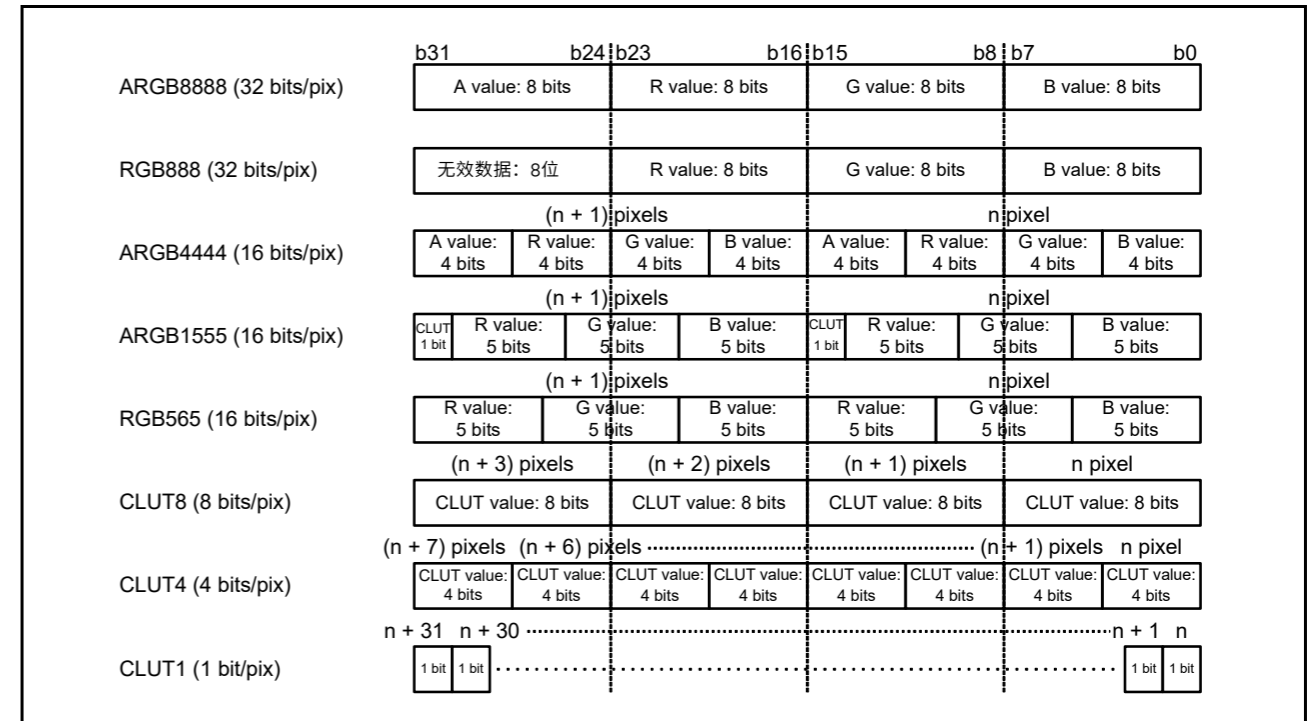 b31 b24 b23 b16 b15 b8 b7 b0
ARGB8888 (32 bits/pix) A value: 8 bits R value: 8 bits G value: 8 bits B value: 8 bits
RGB888 (32 bits/pix) 无效数据：8位 R value: 8 bits G value: 8 bits B value: 8 bits
(n + 1) pixels n pixel
A value: R value: G value: B value: A value: R value: G value: B value:
ARGB4444 (16 bits/pix)
4 bits 4 bits 4 bits 4 bits 4 bits 4 bits 4 bits 4 bits
(n + 1) pixels n pixel
CLUT R value: G value: B value: CLUT R value: G value: B value:
ARGB1555 (16 bits/pix)
1 bit 5 bits 5 bits 5 bits 1 bit 5 bits 5 bits 5 bits
(n + 1) pixels n pixel
R value: G value: B value: R value: G value: B value:
RGB565 (16 bits/pix)
5 bits 5 bits 5 bits 5 bits 5 bits 5 bits
(n + 3) pixels (n + 2) pixels (n + 1) pixels n pixel
CLUT8 (8 bits/pix) CLUT value: 8 bits CLUT value: 8 bits CLUT value: 8 bits CLUT value: 8 bits
(n + 7) pixels (n + 6) pixels (n + 1) pixels n pixel
CLUT value: CLUT value: CLUT value: CLUT value: CLUT value: CLUT value: CLUT value: CLUT value:
CLUT4 (4 bits/pix)
4 bits 4 bits 4 bits 4 bits 4 bits 4 bits 4 bits 4 bits
n + 31 n + 30 n + 1 n
CLUT1 (1 bit/pix) 1 bit 1 bit 1 bit 1 bit